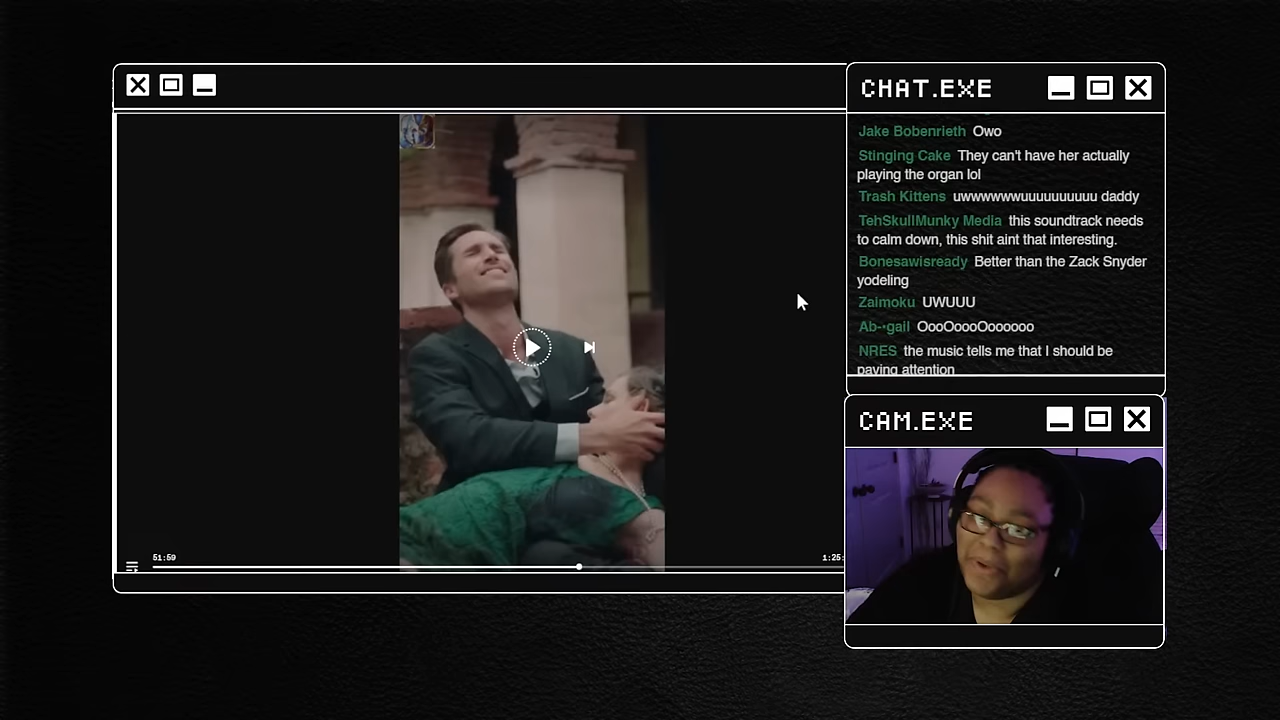 CHAT.EXE
Jake Bobenrieth Owo
Stinging Cake They can't have her actually
playing the organ lol
Trash Kittens uwwwwwwuuuuuuuuuu daddy
TehSkullMunky Media this soundtrack needs
to calm down, this shit aint that interesting.
Bonesawisready Better than the Zack Snyder
yodeling
Zaimoku UWUUU
Ab-•gail OooOoooOoooooo
NRES the music tells me that I should be
paying attention
51:59
1:25:
CAM.EXE